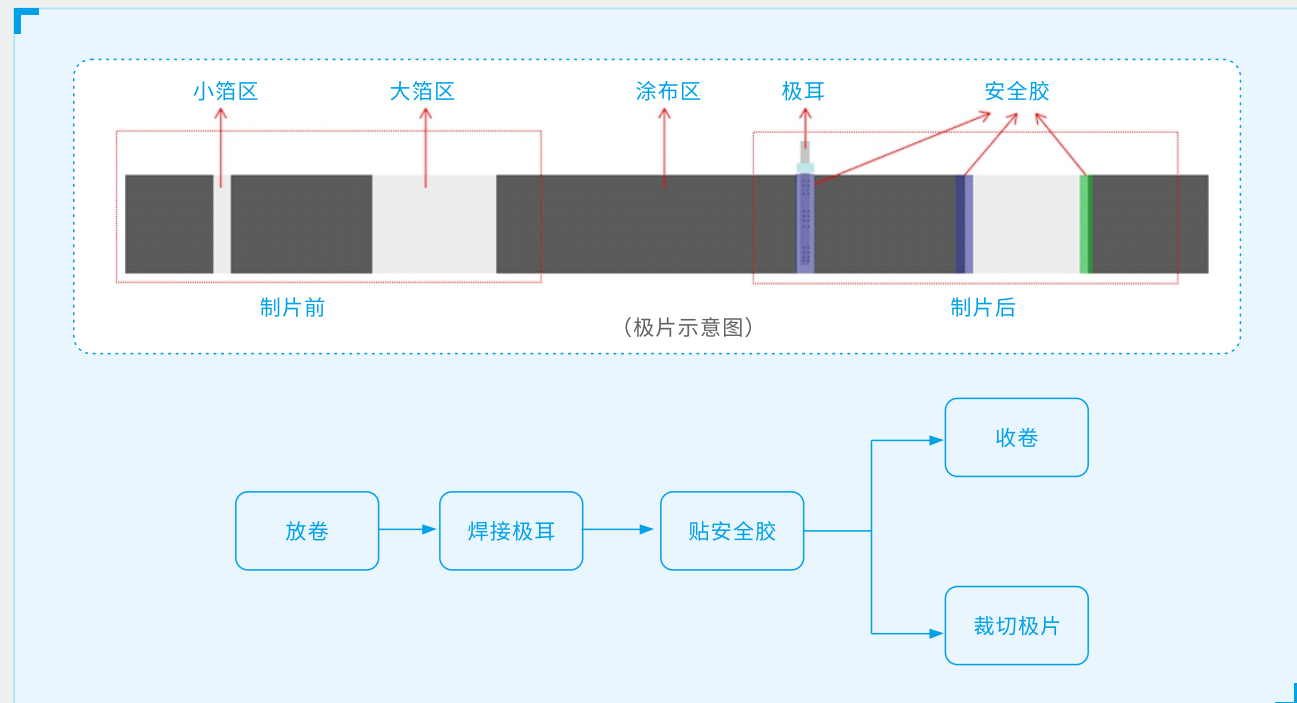 小箔区
大箔区
涂布区
极耳
安全胶
制片前
制片后
（极片示意图）
放卷
焊接极耳
贴安全胶
收卷
裁切极片